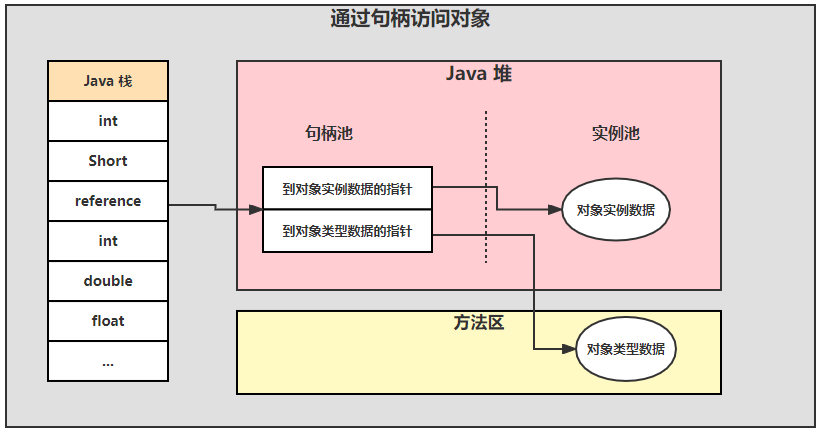 通过句柄访问对象
Java 栈
int
Short
reference
int
double
float
...
Java 堆
句柄池
实例池
到对象实例数据的指针
到对象类型数据的指针
对象实例数据
方法区
对象类型数据